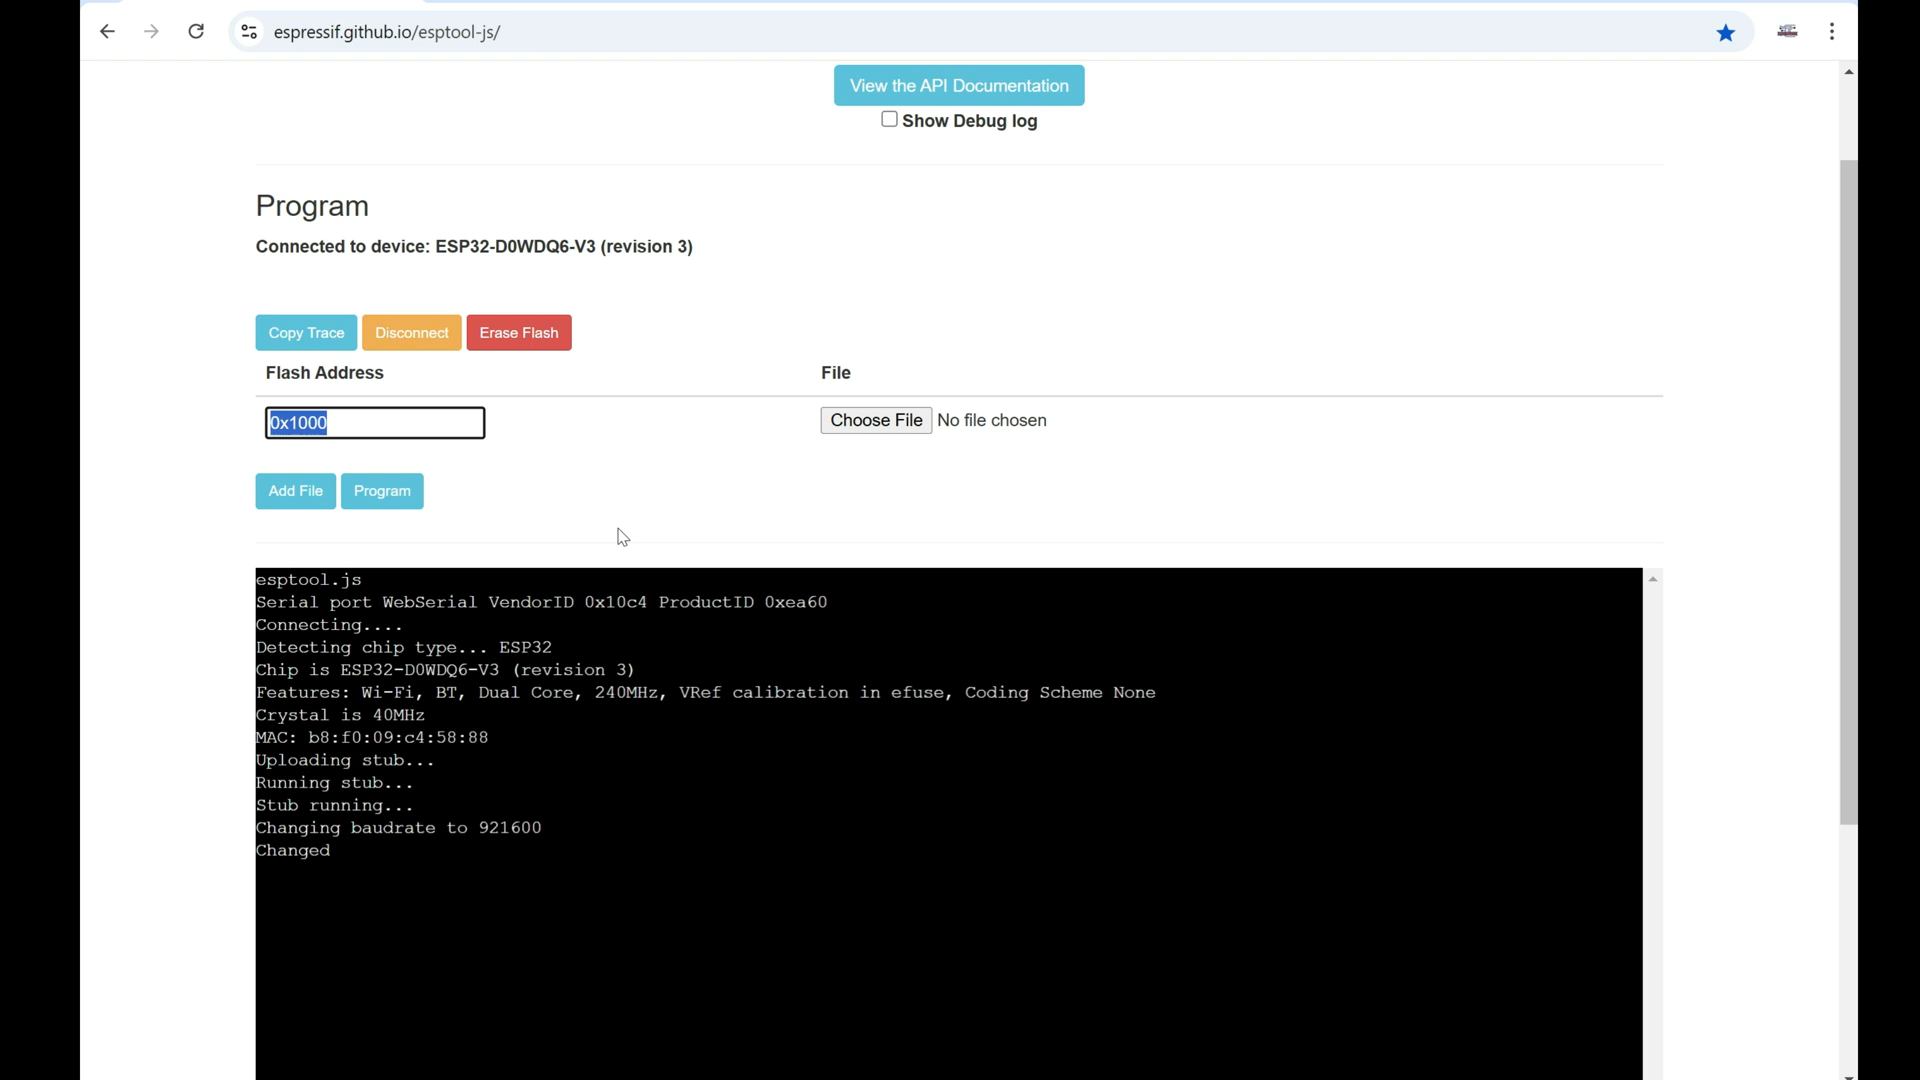 espressif.github.io/esptool-js/
View the API Documentation
Show Debug log
Program
Connected to device: ESP32-D0WDQ6-V3 (revision 3)
Copy Trace Disconnect Erase Flash
Flash Address File
0x1000 Choose File No file chosen
Add File Program
esptool.js
Serial port WebSerial VendorID 0x10c4 ProductID 0xea60
Connecting....
Detecting chip type... ESP32
Chip is ESP32-D0WDQ6-V3 (revision 3)
Features: Wi-Fi, BT, Dual Core, 240MHz, VRef calibration in efuse, Coding Scheme None
Crystal is 40MHz
MAC: b8:f0:09:c4:58:88
Uploading stub...
Running stub...
Stub running...
Changing baudrate to 921600
Changed